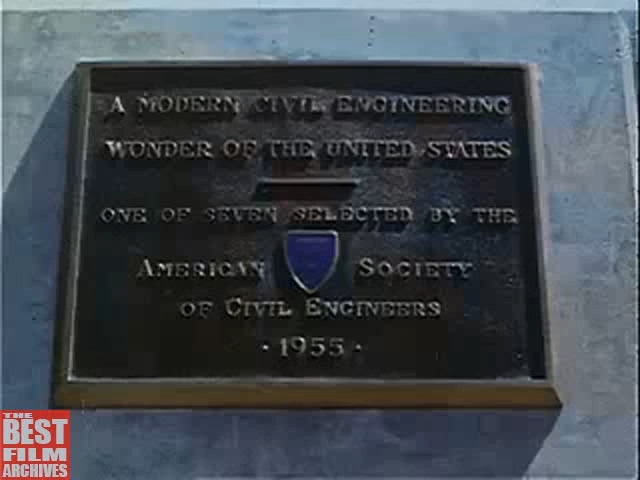 A MODERN CIVIL ENGINEERING
WONDER OF THE UNITED STATES
ONE OF SEVEN SELECTED BY THE
AMERICAN SOCIETY
OF CIVIL ENGINEERS
· 1955 ·
THE
BEST
FILM
ARCHIVES